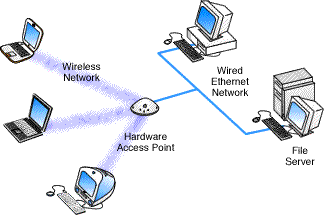 Wireless
Network
Wired
Ethernet
Network
Hardware
Access Point
File
Server